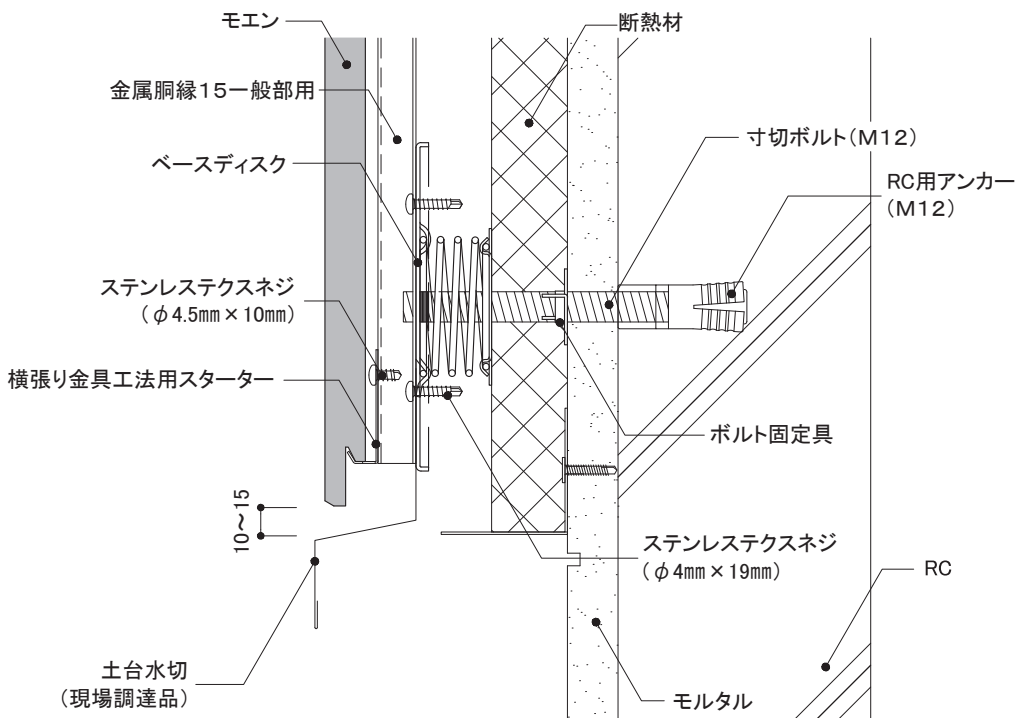 モエン
断熱材
金属胴縁15一般部用
寸切ボルト(M12)
ベースディスク
RC用アンカー
(M12)
ステンレステクスネジ
(φ4.5mm×10mm)
横張り金具工法用スターター
ボルト固定具
10〜15
ステンレステクスネジ
(φ4mm×19mm)
RC
土台水切
(現場調達品)
モルタル